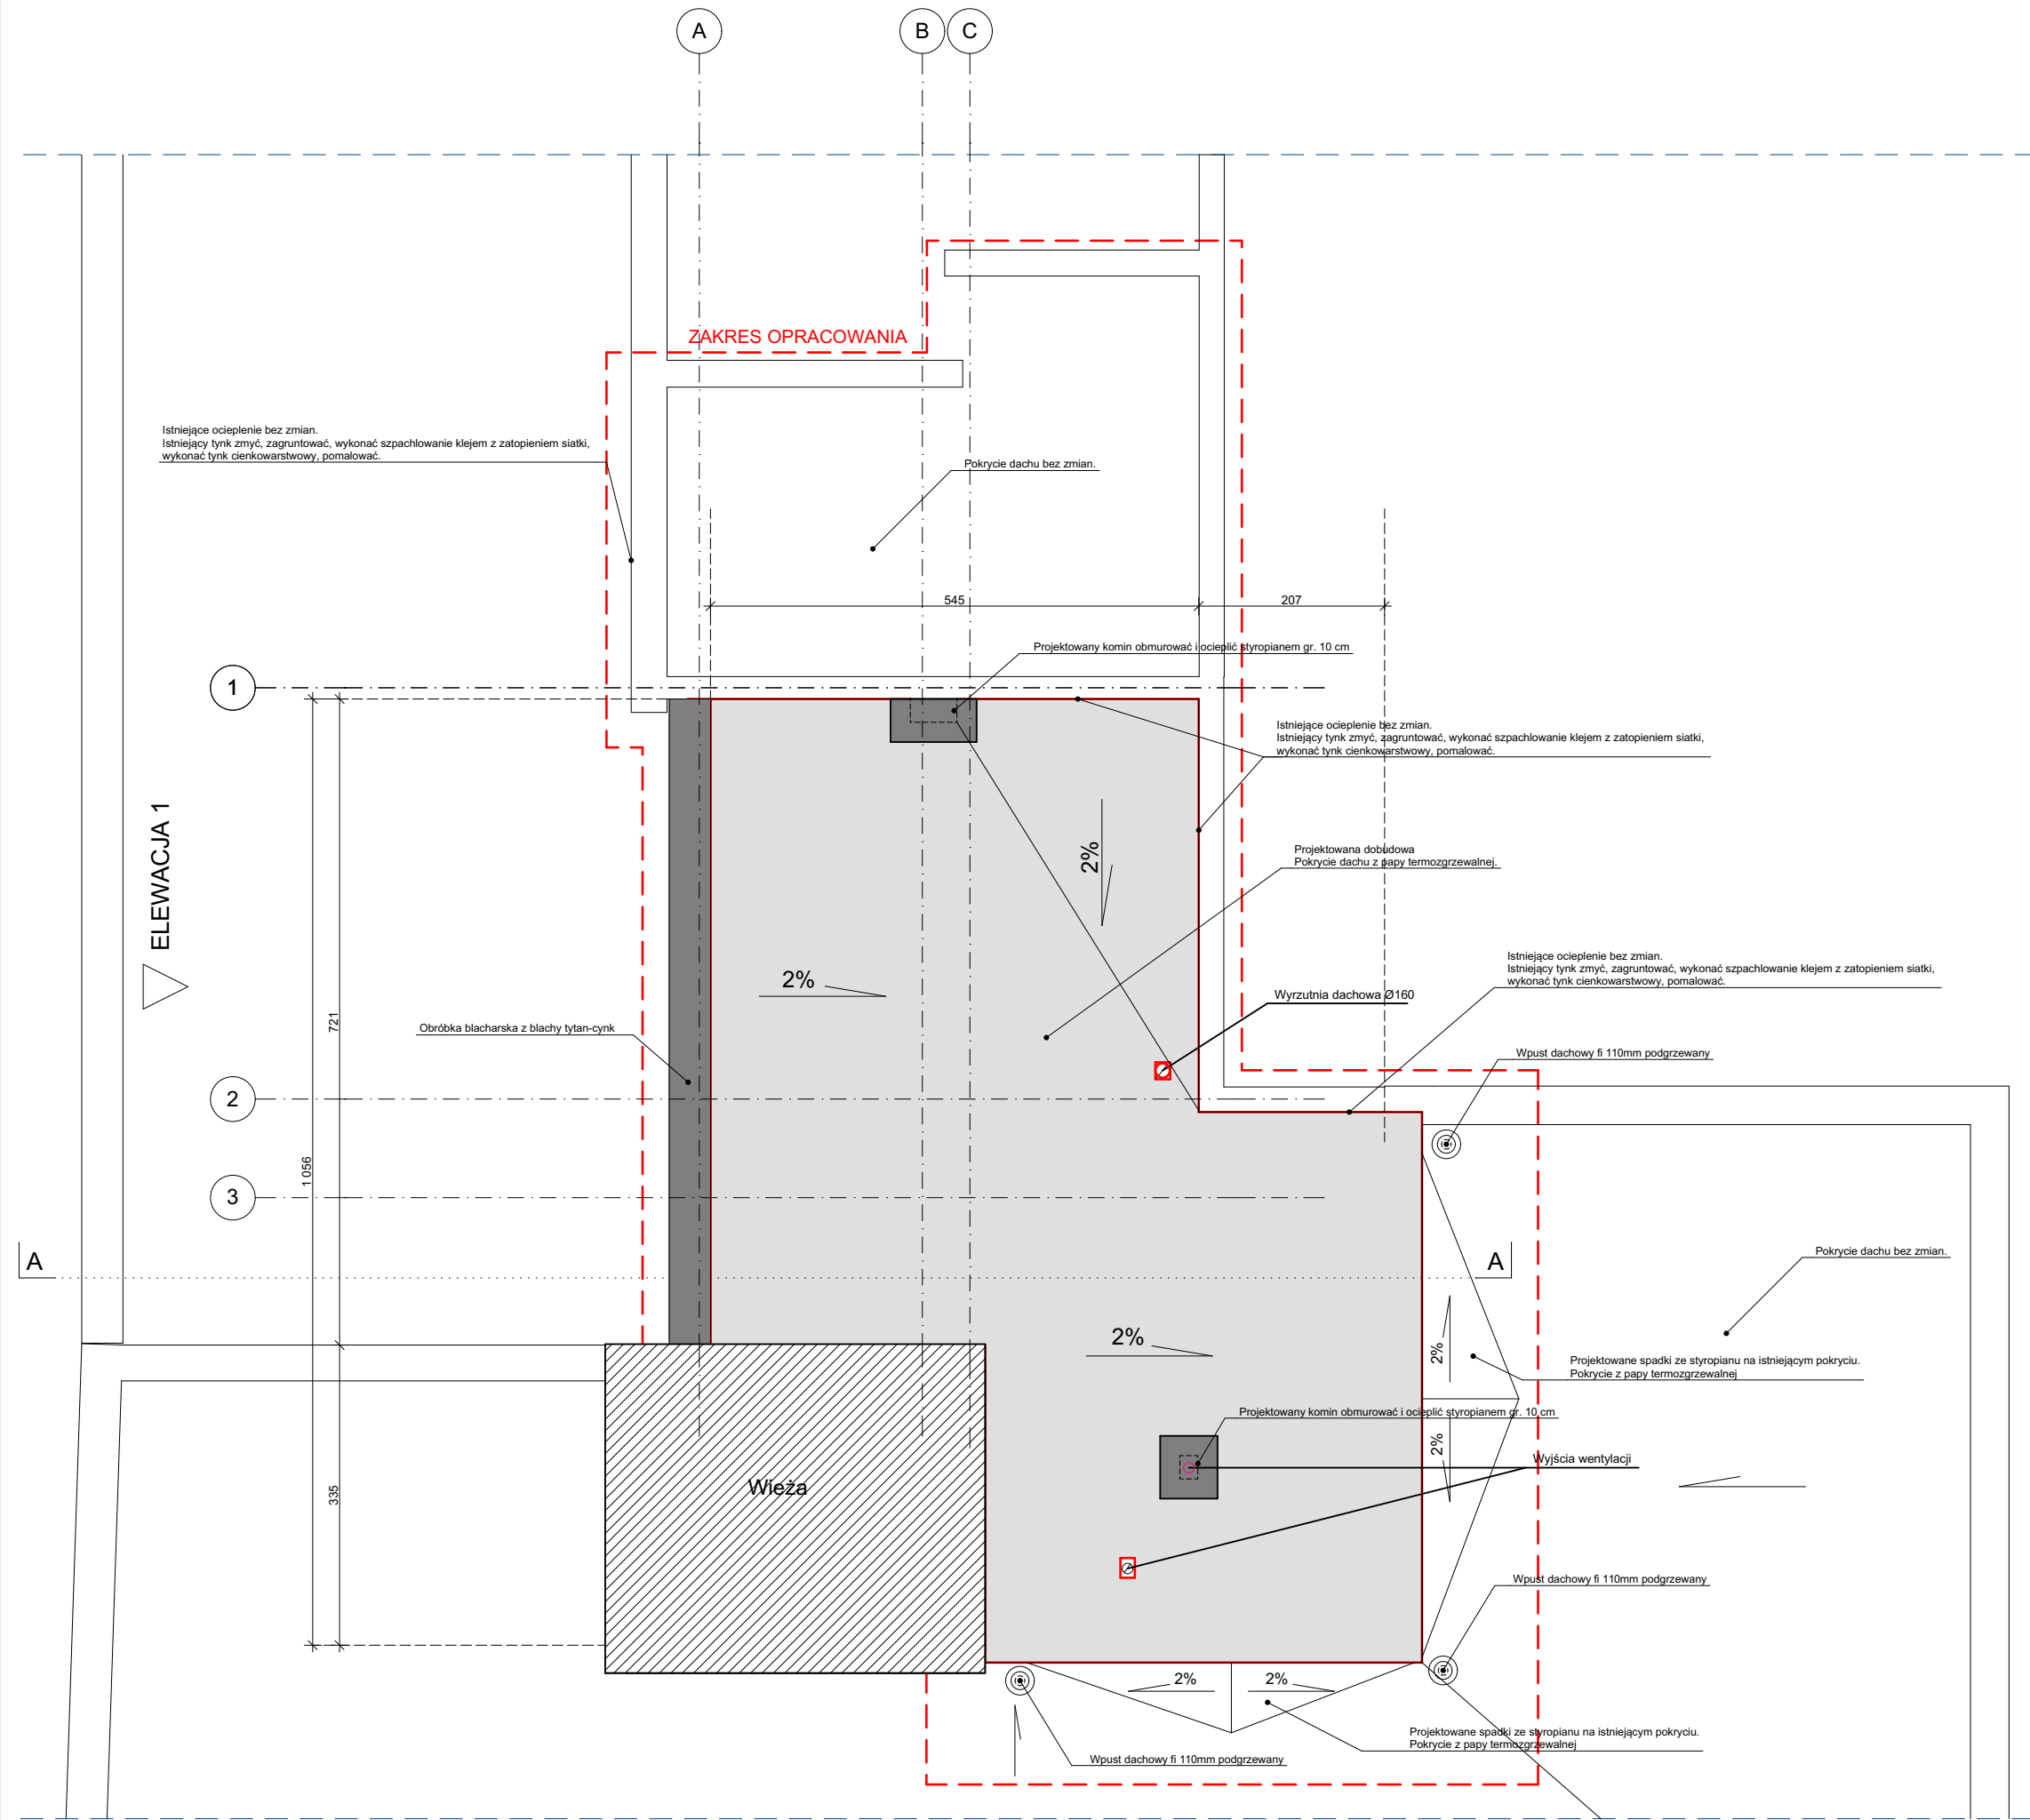 A
B
C
ZAKRES OPRACOWANIA
Istniejące ocieplenie bez zmian.
Istniejący tynk zmyć, zagruntować, wykonać szpachlowanie klejem z zatopieniem siatki,
wykonać tynk cienkowarstwowy, pomalować.
Pokrycie dachu bez zmian.
545
207
Projektowany komin obmurować i ocieplić styropianem gr. 10 cm
1
Istniejące ocieplenie bez zmian.
Istniejący tynk zmyć, zagruntować, wykonać szpachlowanie klejem z zatopieniem siatki,
wykonać tynk cienkowarstwowy, pomalować.
ELEWACJA 1
2%
Projektowana dobudowa
Pokrycie dachu z papy termozgrzewalnej.
2%
Istniejące ocieplenie bez zmian.
Istniejący tynk zmyć, zagruntować, wykonać szpachlowanie klejem z zatopieniem siatki,
wykonać tynk cienkowarstwowy, pomalować.
Wyrzutnia dachowa Ø160
721
Obróbka blacharska z blachy tytan-cynk
Wpust dachowy fi 110mm podgrzewany
2
1 056
3
A
A
Pokrycie dachu bez zmian.
2%
2%
Projektowane spadki ze styropianu na istniejącym pokryciu.
Pokrycie z papy termozgrzewalnej
Projektowany komin obmurować i ocieplić styropianem gr. 10 cm
2%
Wyjścia wentylacji
Wieża
335
Wpust dachowy fi 110mm podgrzewany
2%
2%
Projektowane spadki ze styropianu na istniejącym pokryciu.
Pokrycie z papy termozgrzewalnej
Wpust dachowy fi 110mm podgrzewany